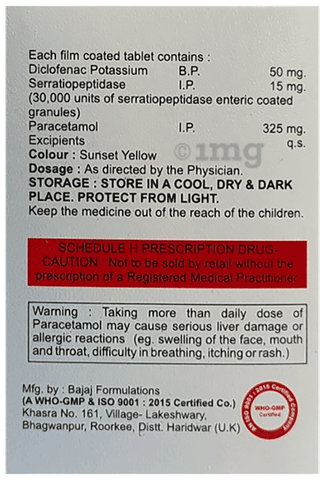 Each film coated tablet contains :
Diclofenac Potassium B.P. 50 mg.
Serratiopeptidase I.P. 15 mg.
(30,000 units of serratiopeptidase enteric coated
granules)
Paracetamol I.P. 325 mg.
Excipients q.s.
Colour : Sunset Yellow
©1mg
Dosage : As directed by the Physician.
STORAGE : STORE IN A COOL, DRY & DARK
PLACE. PROTECT FROM LIGHT.
Keep the medicine out of the reach of the children.
SCHEDULE H PRESCRIPTION DRUG-
CAUTION : Not to be sold by retail without the
prescription of a Registered Medical Practitioner
Warning : Taking more than daily dose of
Paracetamol may cause serious liver damage or
allergic reactions (eg. swelling of the face, mouth
and throat, difficulty in breathing, itching or rash.)
Mfg. by : Bajaj Formulations
(A WHO-GMP & ISO 9001 : 2015 Certified Co.)
Khasra No. 161, Village- Lakeshwary,
Bhagwanpur, Roorkee, Distt. Haridwar (U.K)
AN ISO 9001 : 2015 Certified Company
WHO-GMP
Certified